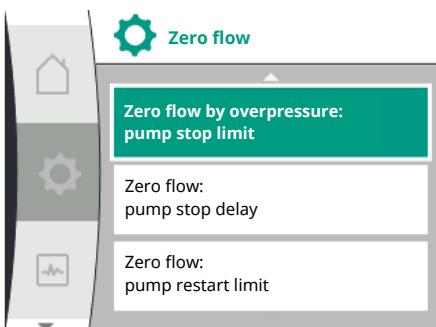 Zero flow
Zero flow by overpressure:
pump stop limit
Zero flow:
pump stop delay
Zero flow:
pump restart limit